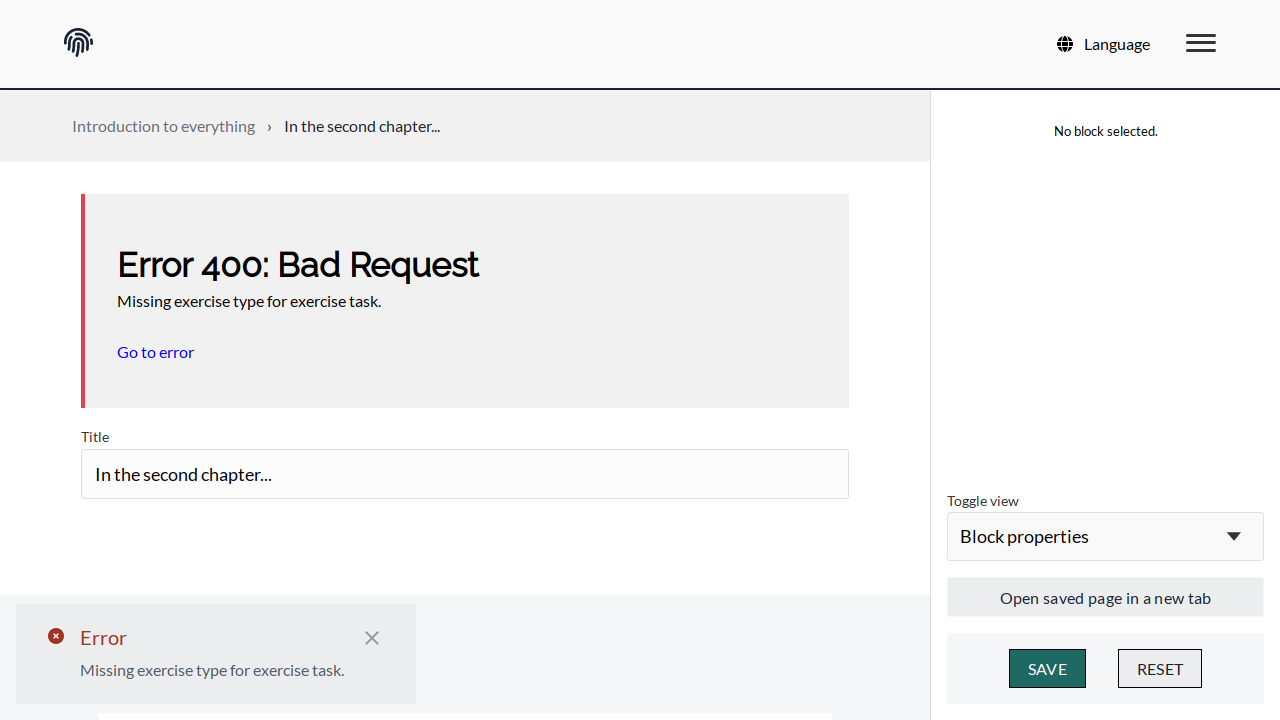 Language
Introduction to everything › In the second chapter...
No block selected.
Error 400: Bad Request
Missing exercise type for exercise task.
Go to error
Title
In the second chapter...
Toggle view
Block properties
Open saved page in a new tab
SAVE
RESET
Error
Missing exercise type for exercise task.